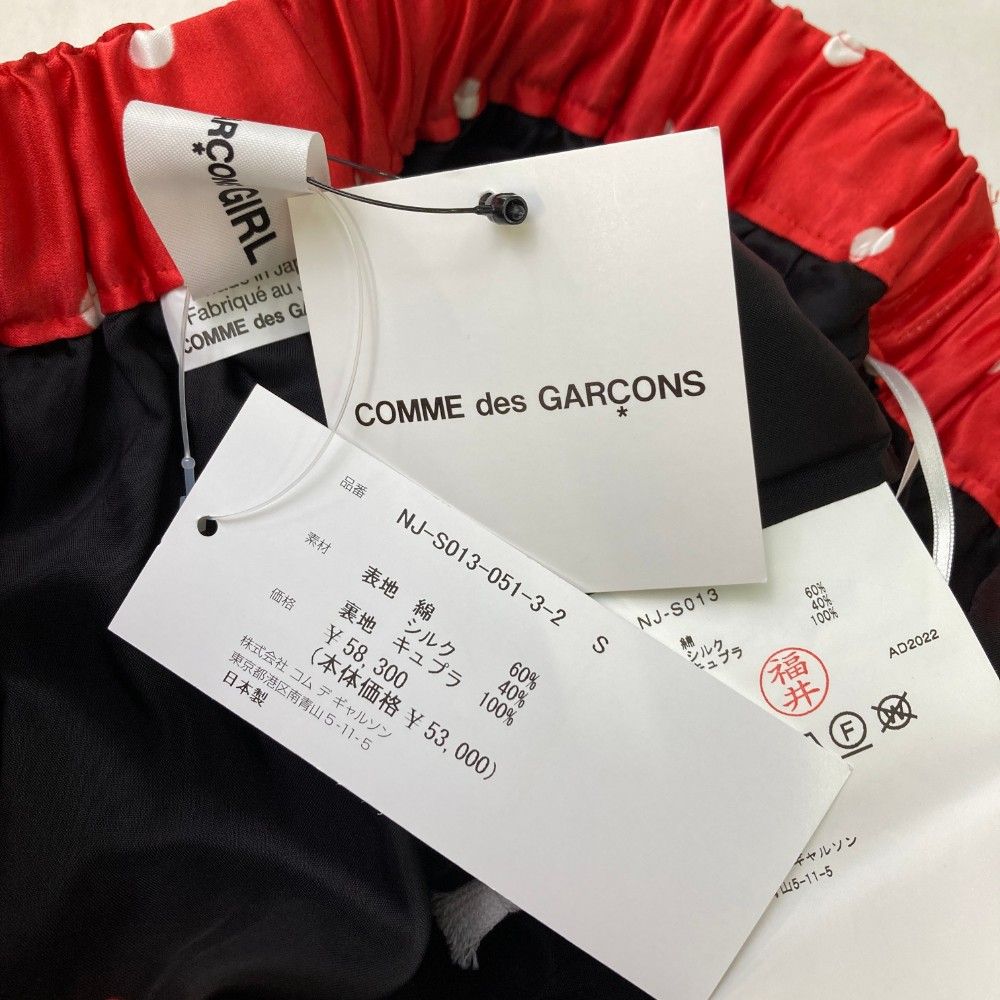 GIRL
Fabriqué au
COMME des
COMME des GARÇONS
品番
NJ-S013-051-3-2 S
素材
表地 綿 60%
シルク 40%
裏地 キュプラ 100%
価格
¥58,300
(本体価格 ¥53,000)
株式会社 コム デ ギャルソン
東京都港区南青山5-11-5
日本製
NJ-S013
綿 60%
シルク 40%
キュプラ 100%
福井
AD2022
F
W
ギャルソン
山5-11-5